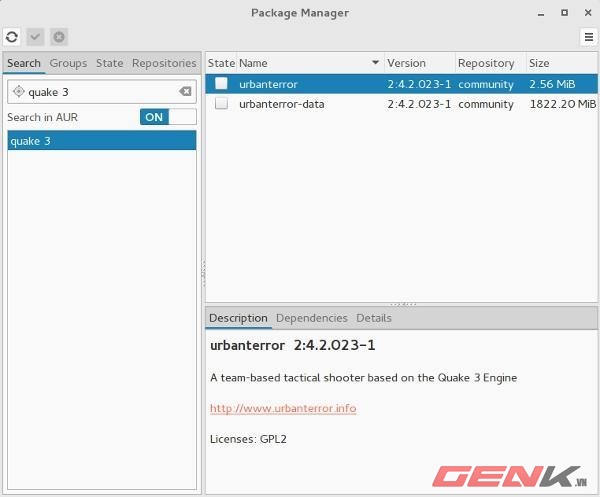 Package Manager
Search Groups State Repositories
quake 3
Search in AUR ON
quake 3
State Name Version Repository Size
urbanterror 2:4.2.023-1 community 2.56 MiB
urbanterror-data 2:4.2.023-1 community 1822.20 MiB
Description Dependencies Details
urbanterror 2:4.2.023-1
A team-based tactical shooter based on the Quake 3 Engine
http://www.urbanterror.info
Licenses: GPL2
GENK.VN